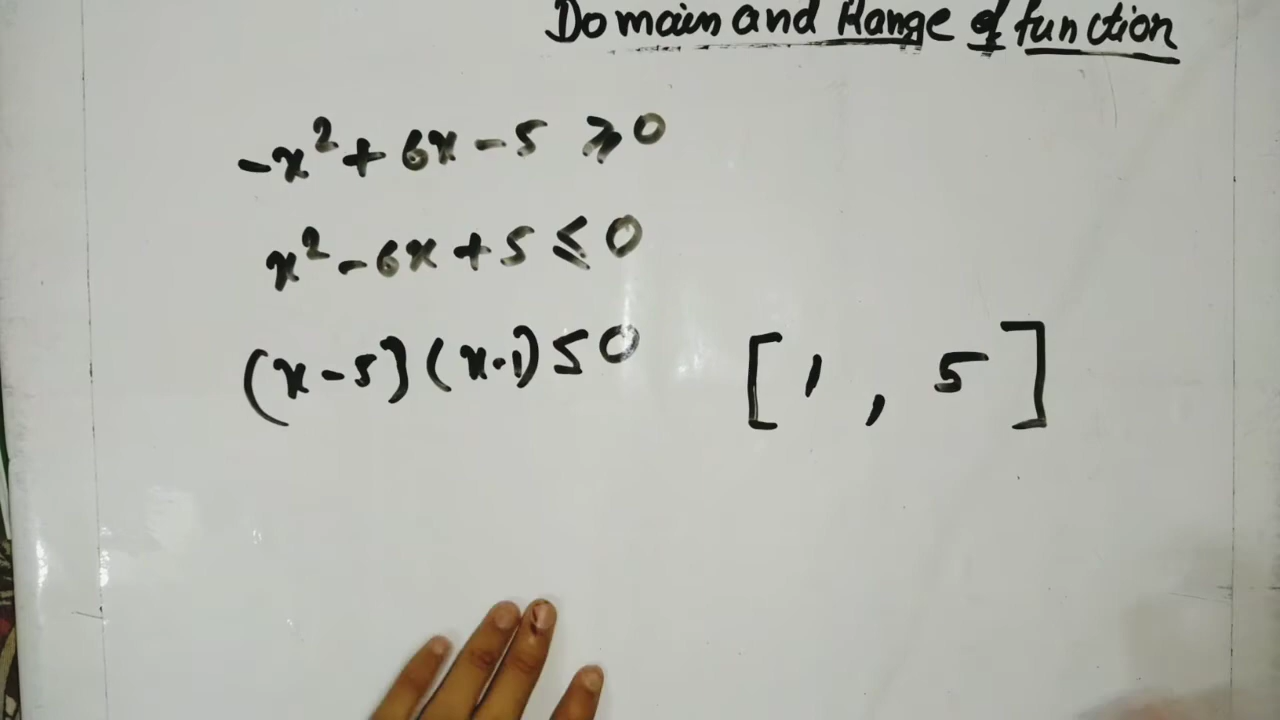 Domain and Range of function
-x²+6x-5 ⩾0
x²-6x+5≤0
(x-5)(x-1)≤0 [1,5]